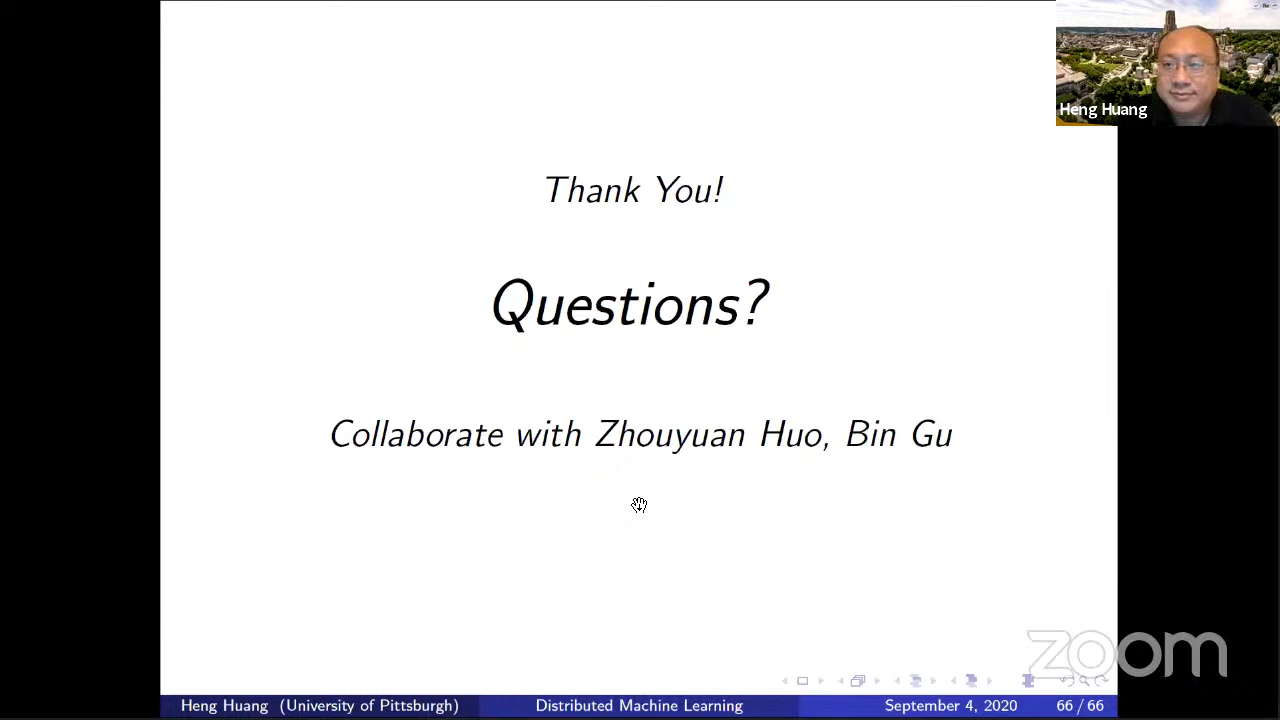 Heng Huang
Thank You!
Questions?
Collaborate with Zhouyuan Huo, Bin Gu
zoom
Heng Huang (University of Pittsburgh) Distributed Machine Learning September 4, 2020 66 / 66